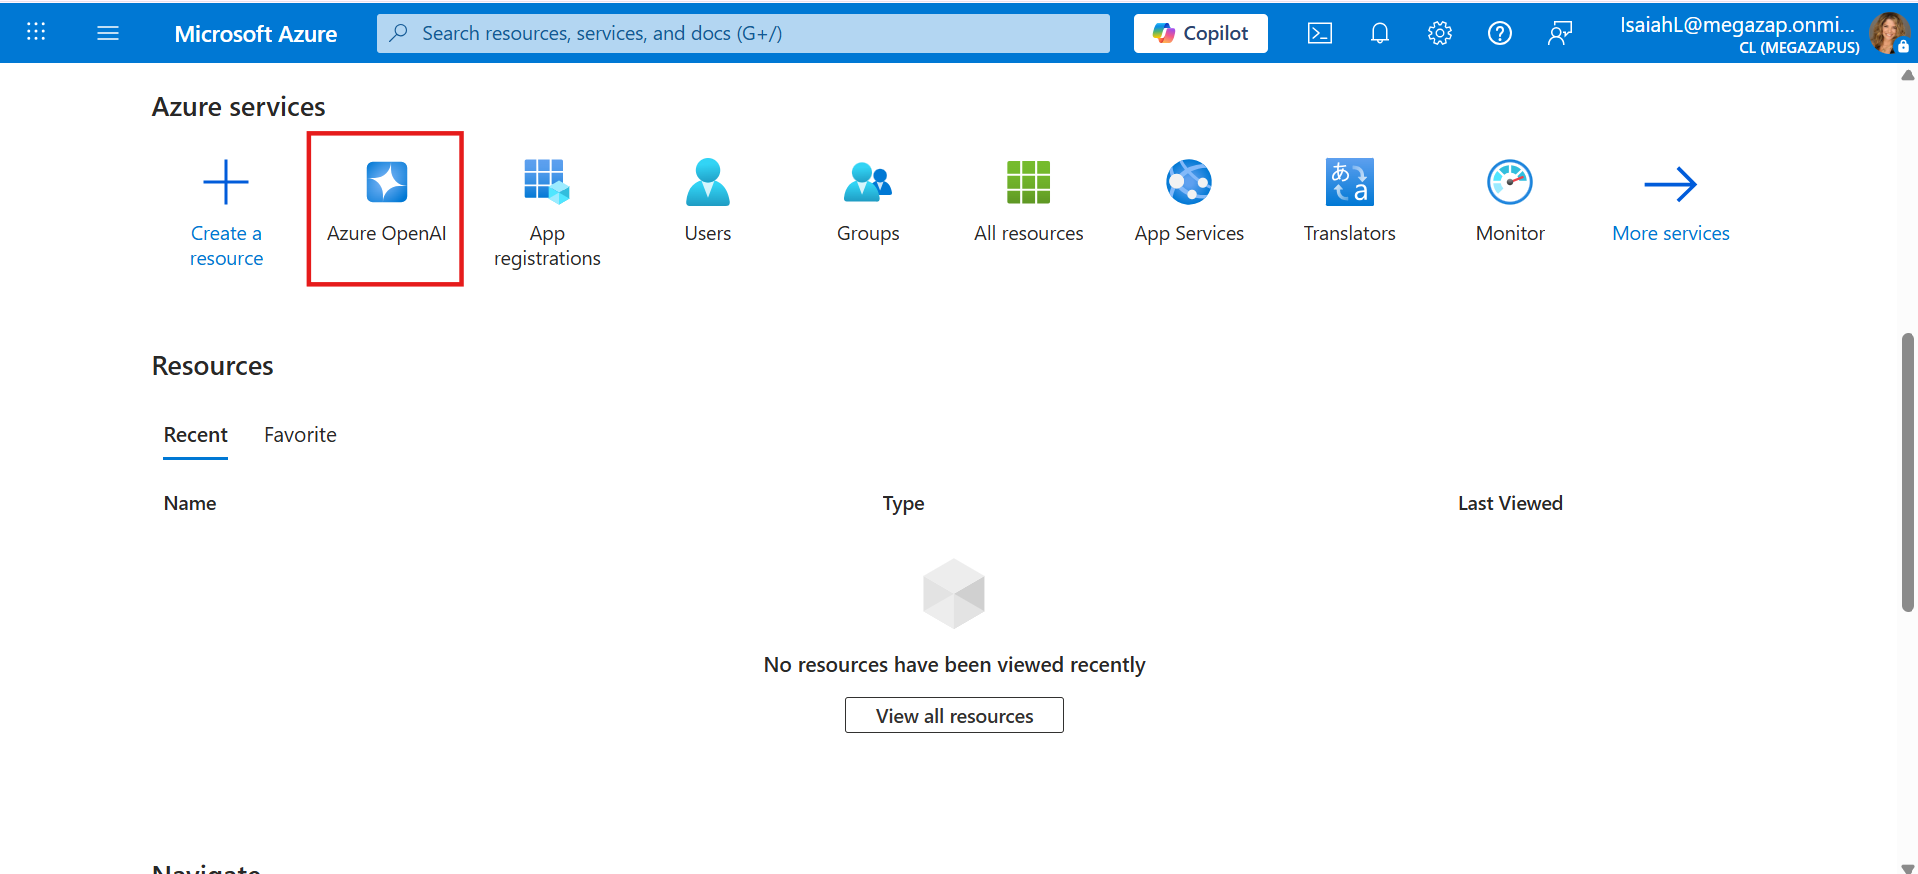 Microsoft Azure
Search resources, services, and docs (G+/)
Copilot
IsaiahL@megazap.onmi...
CL (MEGAZAP.US)
Azure services
Create a
resource
Azure OpenAI
App
registrations
Users
Groups
All resources
App Services
あ a
Translators
Monitor
More services
Resources
Recent
Favorite
Name
Type
Last Viewed
No resources have been viewed recently
View all resources
Navigate